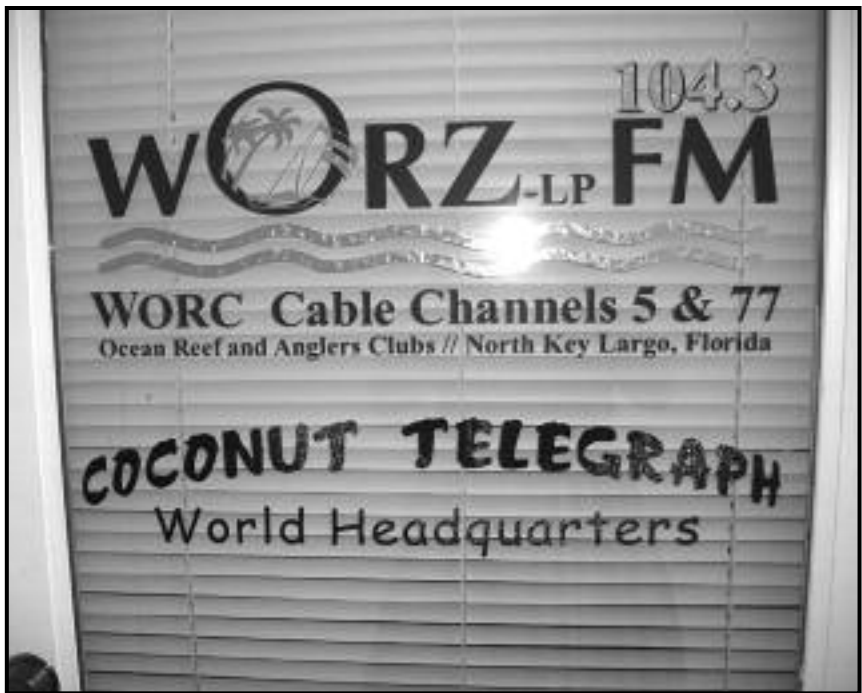 104.3
WORZ-LP FM
WORC Cable Channels 5 & 77
Ocean Reef and Anglers Clubs // North Key Largo, Florida
COCONUT TELEGRAPH
World Headquarters